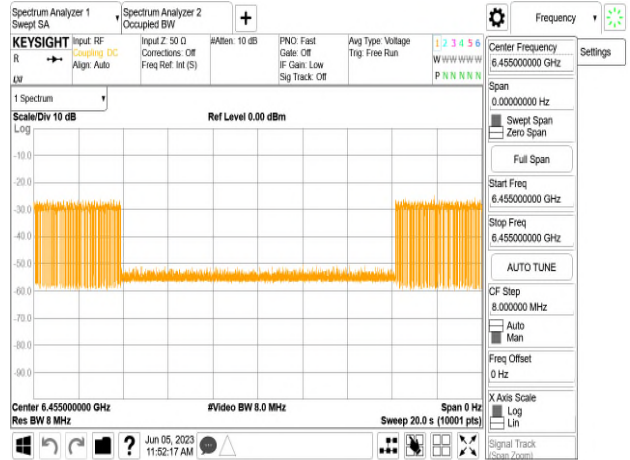 Spectrum Analyzer 1
Swept SA
Spectrum Analyzer 2
Occupied BW
+
Frequency
KEYSIGHT
R
Input: RF
Coupling: DC
Align: Auto
Input Z: 50 Ω
Corrections: Off
Freq Ref: Int (S)
#Atten: 10 dB
PNO: Fast
Gate: Off
IF Gain: Low
Sig Track: Off
Avg Type: Voltage
Trig: Free Run
1 2 3 4 5 6
W W W W W W
P N N N N N
Settings
Center Frequency
6.455000000 GHz
Span
0.00000000 Hz
Swept Span
Zero Span
Full Span
Start Freq
6.455000000 GHz
Stop Freq
6.455000000 GHz
AUTO TUNE
CF Step
8.000000 MHz
Auto
Man
Freq Offset
0 Hz
X Axis Scale
Log
Lin
Signal Track
(Span Zoom)
1 Spectrum
Scale/Div 10 dB
Ref Level 0.00 dBm
Log
-10.0
-20.0
-30.0
-40.0
-50.0
-60.0
-70.0
-80.0
-90.0
Center 6.455000000 GHz
#Video BW 8.0 MHz
Span 0 Hz
Res BW 8 MHz
Sweep 20.0 s (10001 pts)
?
Jun 05, 2023
11:52:17 AM